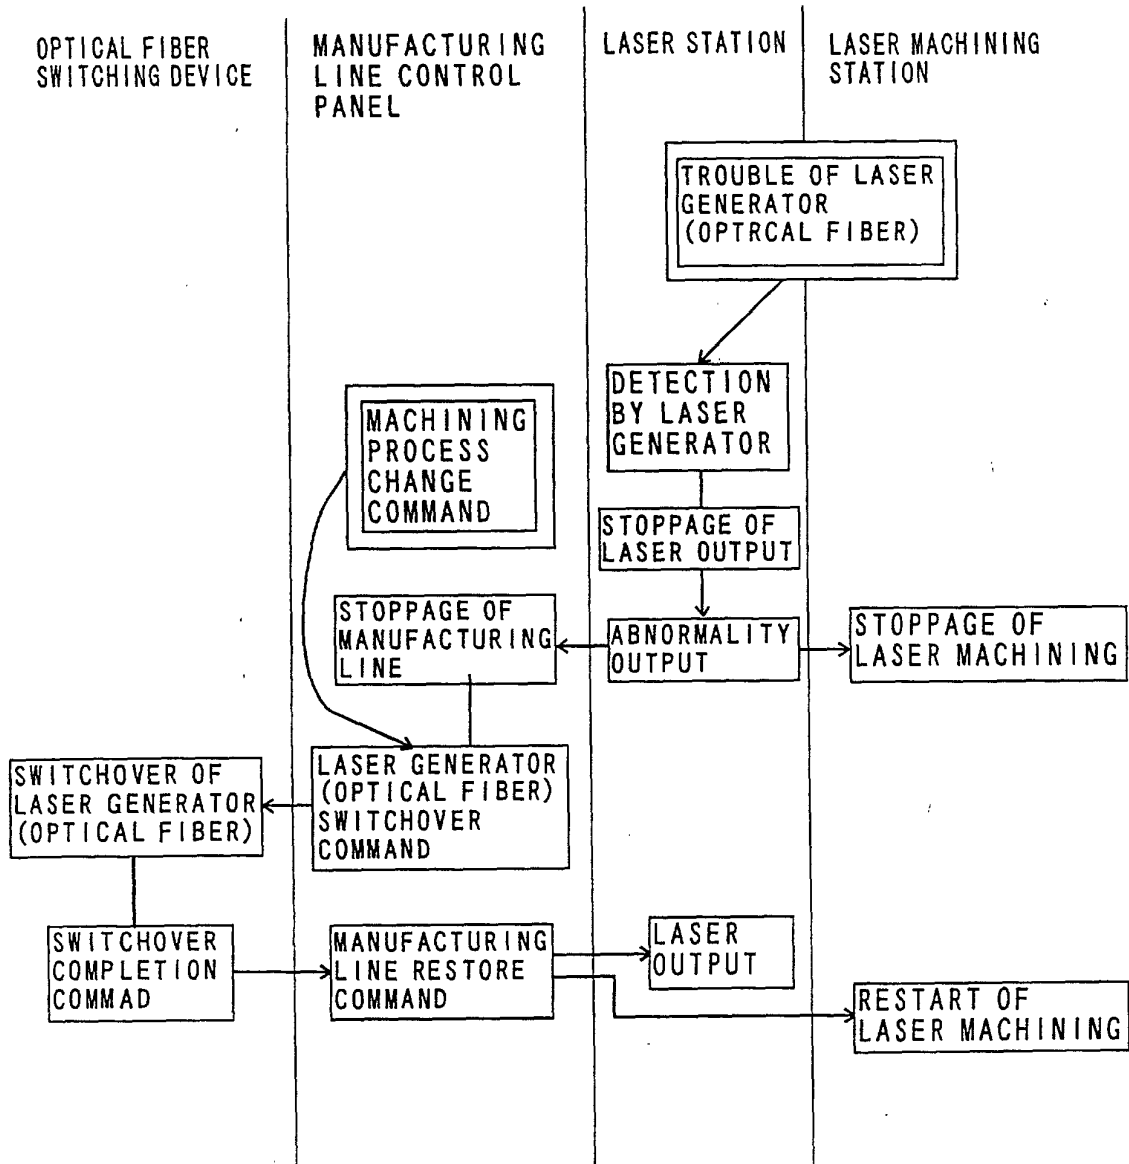 OPTICAL FIBER
SWITCHING DEVICE
MANUFACTURING
LINE CONTROL
PANEL
LASER STATION
LASER MACHINING
STATION
TROUBLE OF LASER
GENERATOR
(OPTRCAL FIBER)
DETECTION
BY LASER
GENERATOR
MACHINING
PROCESS
CHANGE
COMMAND
STOPPAGE OF
LASER OUTPUT
STOPPAGE OF
MANUFACTURING
LINE
ABNORMALITY
OUTPUT
STOPPAGE OF
LASER MACHINING
SWITCHOVER OF
LASER GENERATOR
(OPTICAL FIBER)
LASER GENERATOR
(OPTICAL FIBER)
SWITCHOVER
COMMAND
SWITCHOVER
COMPLETION
COMMAD
MANUFACTURING
LINE RESTORE
COMMAND
LASER
OUTPUT
RESTART OF
LASER MACHINING